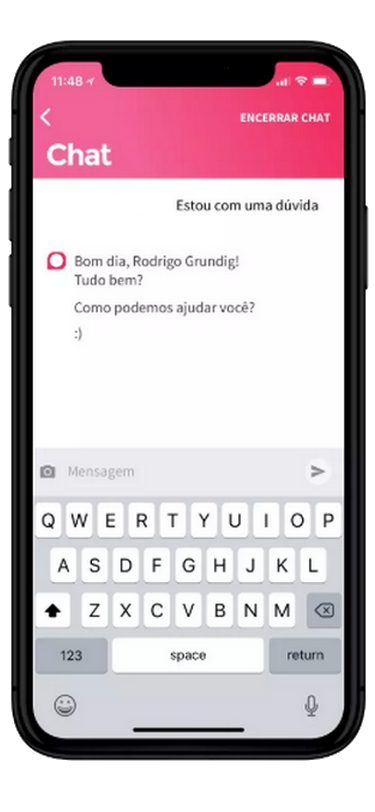 11:48
ENCERRAR CHAT
Chat
Estou com uma dúvida
Bom dia, Rodrigo Grundig!
Tudo bem?
Como podemos ajudar você?
:)
Mensagem
Q W E R T Y U I O P
A S D F G H J K L
Z X C V B N M
123 space return